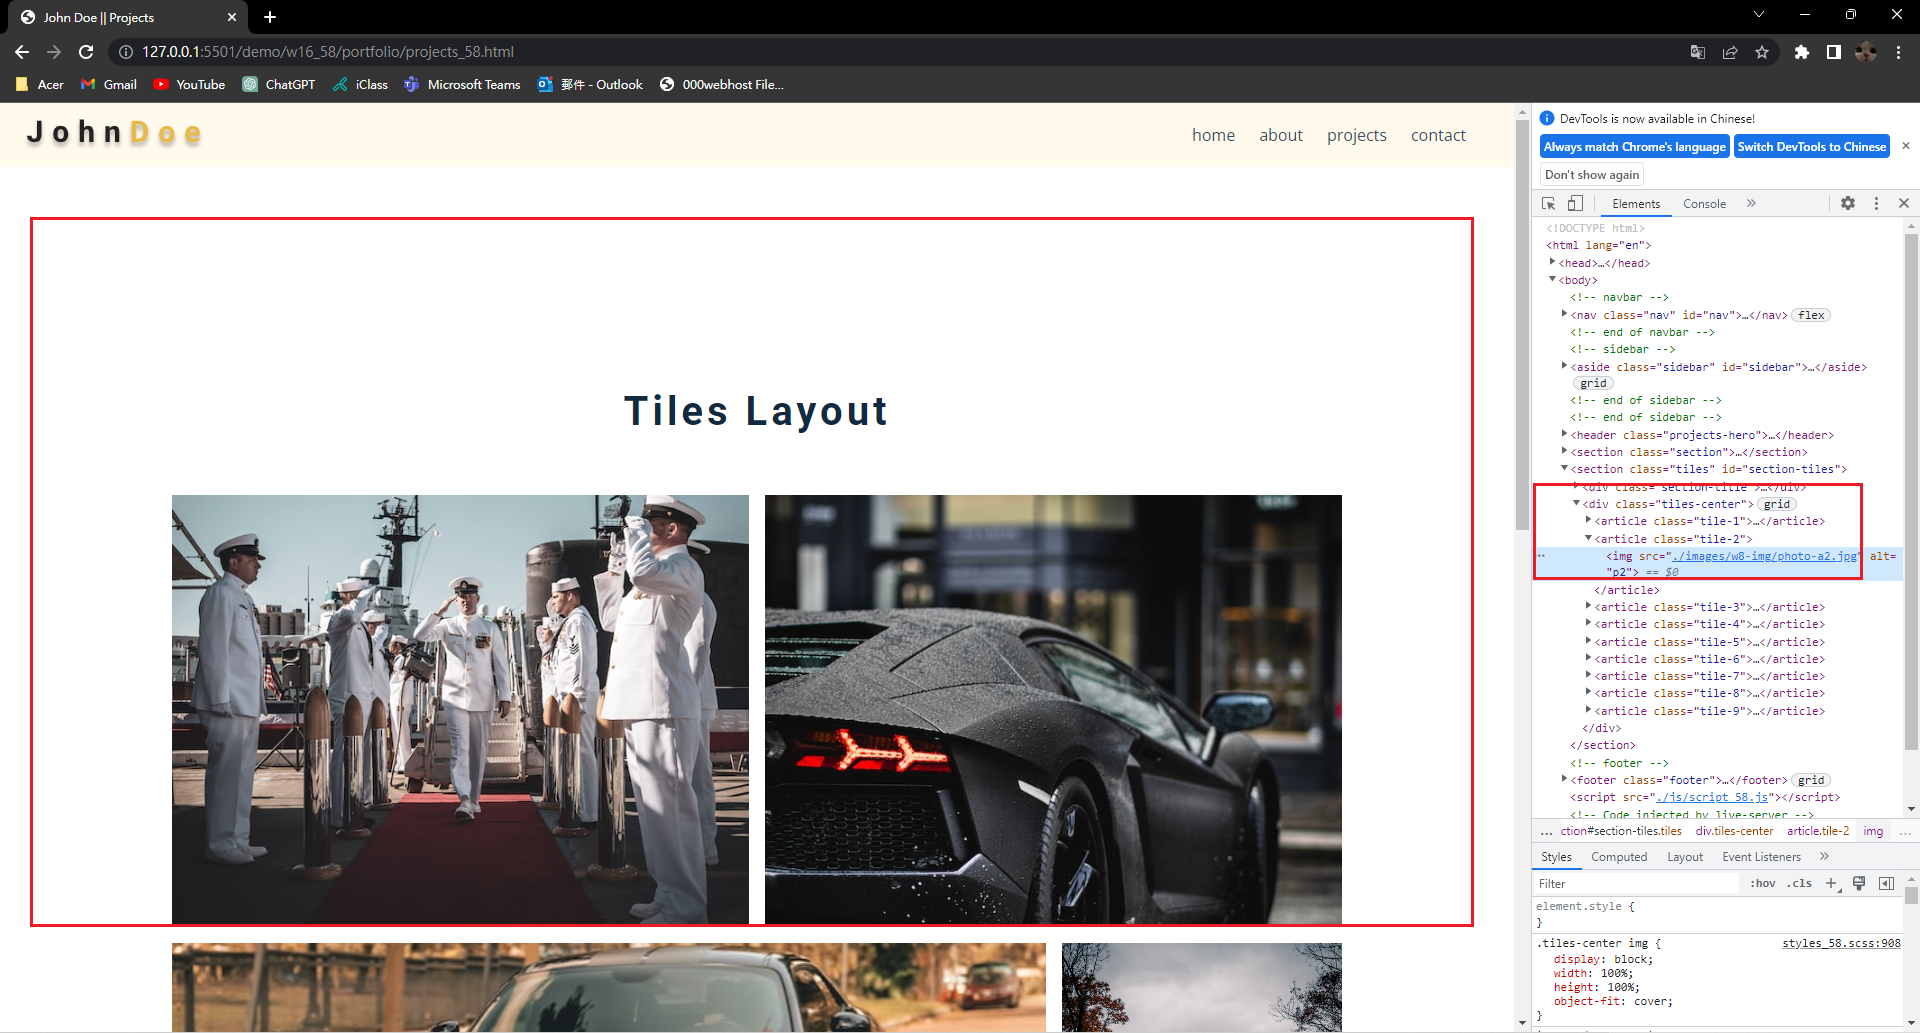 John Doe || Projects
127.0.0.1:5501/demo/w16_58/portfolio/projects_58.html
Acer Gmail YouTube ChatGPT iClass Microsoft Teams 郵件 - Outlook 000webhost File...
JohnDoe
home about projects contact
Tiles Layout
DevTools is now available in Chinese!
Always match Chrome's language Switch DevTools to Chinese
Don't show again
Elements Console
<!DOCTYPE html>
<html lang="en">
<head>…</head>
<body>
<!-- navbar -->
<nav class="nav" id="nav">…</nav> flex
<!-- end of navbar -->
<!-- sidebar -->
<aside class="sidebar" id="sidebar">…</aside>
grid
<!-- end of sidebar -->
<!-- end of sidebar -->
<header class="projects-hero">…</header>
<section class="section">…</section>
<section class="tiles" id="section-tiles">
<div class="section-title">…</div>
<div class="tiles-center"> grid
<article class="tile-1">…</article>
<article class="tile-2">
<img src="./images/w8-img/photo-a2.jpg" alt=
"p2"> == $0
</article>
<article class="tile-3">…</article>
<article class="tile-4">…</article>
<article class="tile-5">…</article>
<article class="tile-6">…</article>
<article class="tile-7">…</article>
<article class="tile-8">…</article>
<article class="tile-9">…</article>
</div>
</section>
<!-- footer -->
<footer class="footer">…</footer> grid
<script src="./js/script_58.js"></script>
<!-- Code injected by live-server -->
... ction#section-tiles.tiles div.tiles-center article.tile-2 img ...
Styles Computed Layout Event Listeners
Filter :hov .cls
element.style {
}
.tiles-center img { styles_58.scss:908
display: block;
width: 100%;
height: 100%;
object-fit: cover;
}